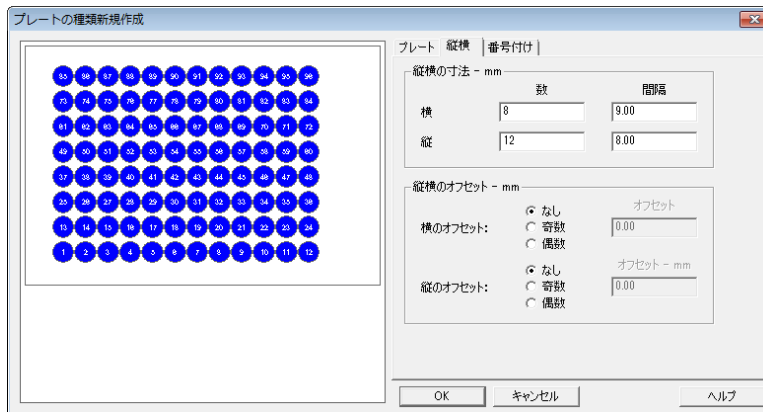 プレートの種類新規作成
85 86 87 88 89 90 91 92 93 94 95 96
73 74 75 76 77 78 79 80 81 82 83 84
61 62 63 64 65 66 67 68 69 70 71 72
49 50 51 52 53 54 55 56 57 58 59 60
37 38 39 40 41 42 43 44 45 46 47 48
25 26 27 28 29 30 31 32 33 34 35 36
13 14 15 16 17 18 19 20 21 22 23 24
1 2 3 4 5 6 7 8 9 10 11 12
プレート 縦横 番号付け
縦横の寸法 - mm
数 間隔
横 8 9.00
縦 12 8.00
縦横のオフセット - mm
オフセット
横のオフセット: なし 0.00
奇数
偶数
オフセット - mm
縦のオフセット: なし 0.00
奇数
偶数
OK キャンセル ヘルプ